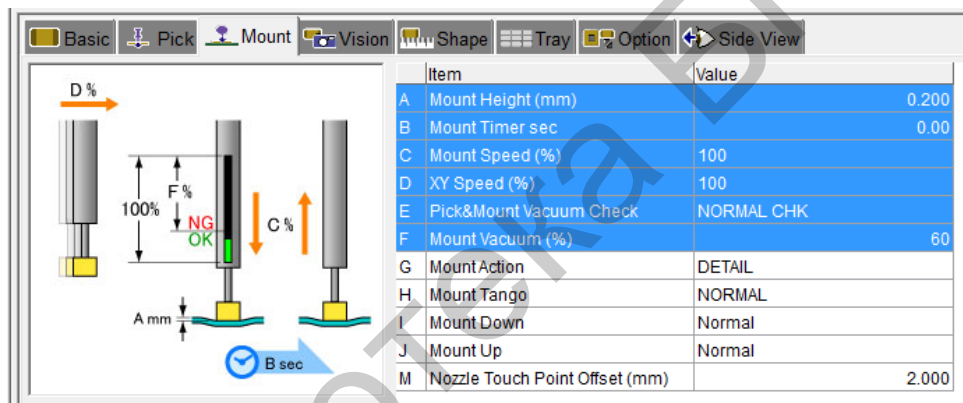 Basic Pick Mount Vision Shape Tray Option Side View
Item Value
A Mount Height (mm) 0.200
B Mount Timer sec 0.00
C Mount Speed (%) 100
D XY Speed (%) 100
E Pick&Mount Vacuum Check NORMAL CHK
F Mount Vacuum (%) 60
G Mount Action DETAIL
H Mount Tango NORMAL
I Mount Down Normal
J Mount Up Normal
M Nozzle Touch Point Offset (mm) 2.000
D %
F %
100%
NG
OK
C %
A mm
B sec
отека Б